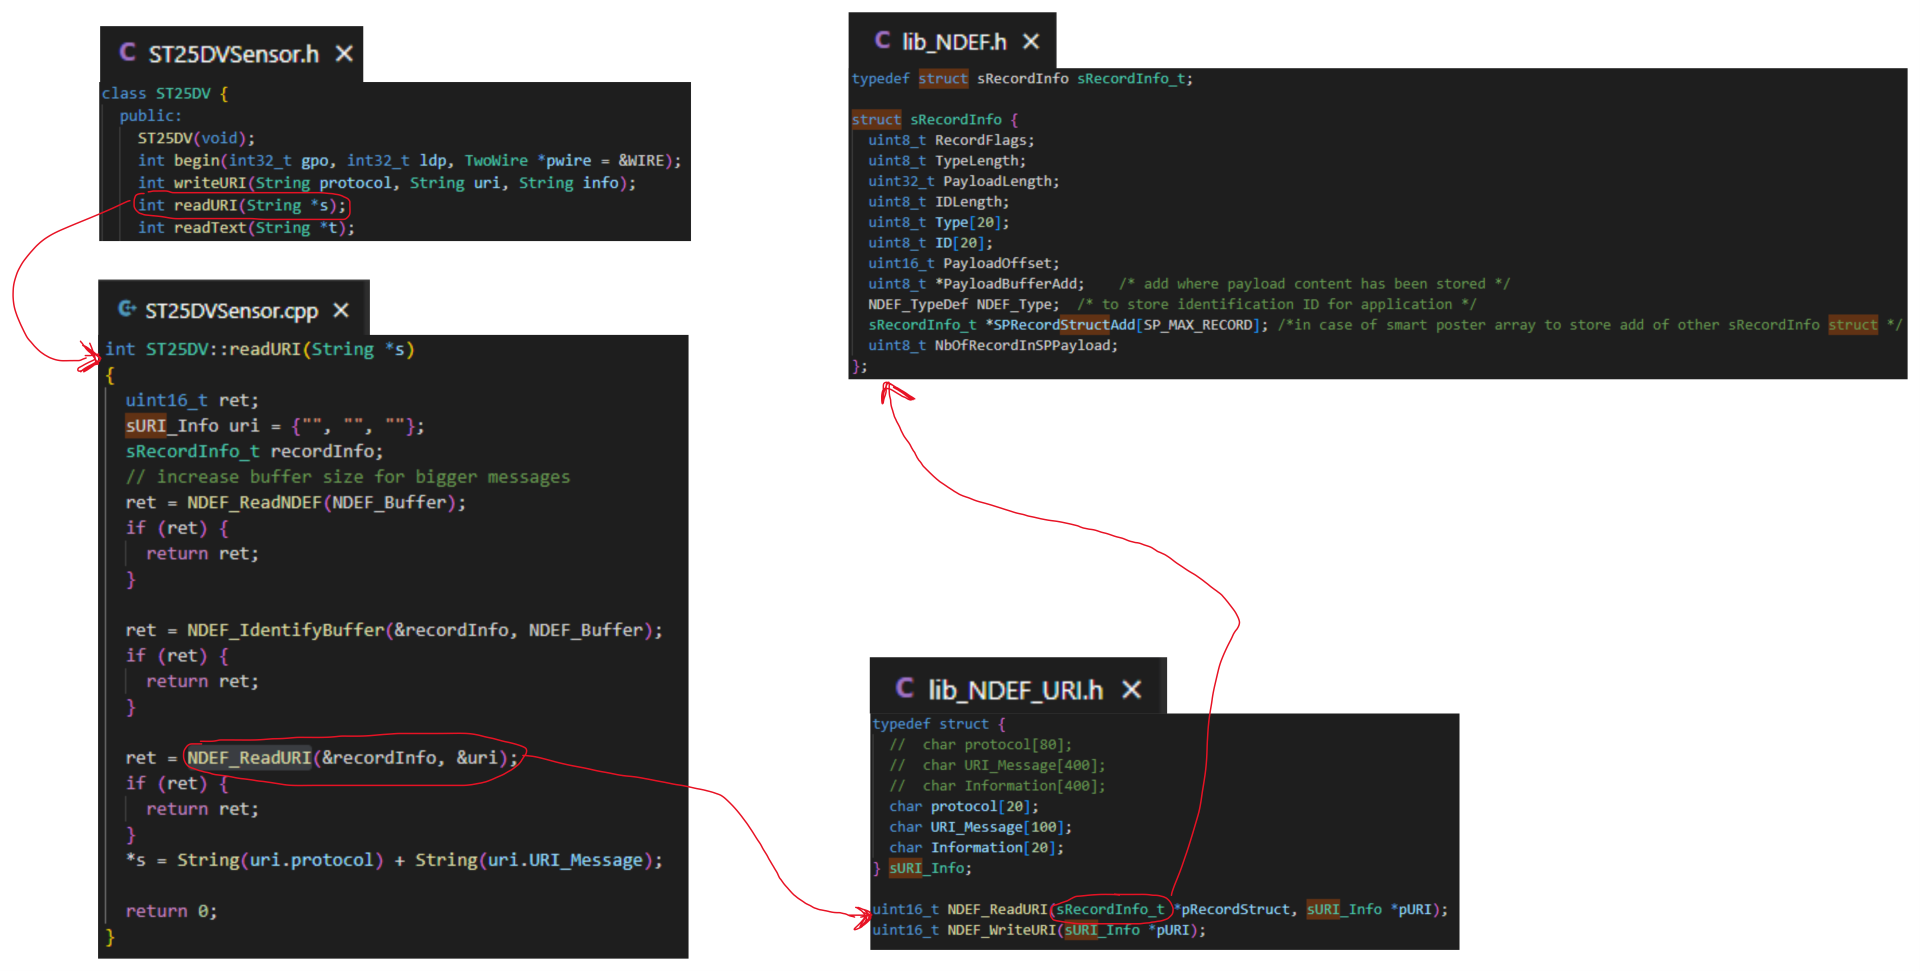 ST25DVSensor.h ×
class ST25DV {
public:
ST25DV(void);
int begin(int32_t gpo, int32_t ldp, TwoWire *pwire = &WIRE);
int writeURI(String protocol, String uri, String info);
int readURI(String *s);
int readText(String *t);
ST25DVSensor.cpp ×
int ST25DV::readURI(String *s)
{
uint16_t ret;
sURI_Info uri = {"", "", ""};
sRecordInfo_t recordInfo;
// increase buffer size for bigger messages
ret = NDEF_ReadNDEF(NDEF_Buffer);
if (ret) {
return ret;
}
ret = NDEF_IdentifyBuffer(&recordInfo, NDEF_Buffer);
if (ret) {
return ret;
}
ret = NDEF_ReadURI(&recordInfo, &uri);
if (ret) {
return ret;
}
*s = String(uri.protocol) + String(uri.URI_Message);
return 0;
}
C lib_NDEF.h ×
typedef struct sRecordInfo sRecordInfo_t;
struct sRecordInfo {
uint8_t RecordFlags;
uint8_t TypeLength;
uint32_t PayloadLength;
uint8_t IDLength;
uint8_t Type[20];
uint8_t ID[20];
uint16_t PayloadOffset;
uint8_t *PayloadBufferAdd; /* add where payload content has been stored */
NDEF_TypeDef NDEF_Type; /* to store identification ID for application */
sRecordInfo_t *SPRecordStructAdd[SP_MAX_RECORD]; /*in case of smart poster array to store add of other sRecordInfo struct */
uint8_t NbOfRecordInSPPayload;
};
C lib_NDEF_URI.h ×
typedef struct {
// char protocol[80];
// char URI_Message[400];
// char Information[400];
char protocol[20];
char URI_Message[100];
char Information[20];
} sURI_Info;
uint16_t NDEF_ReadURI(sRecordInfo_t *pRecordStruct, sURI_Info *pURI);
uint16_t NDEF_WriteURI(sURI_Info *pURI);